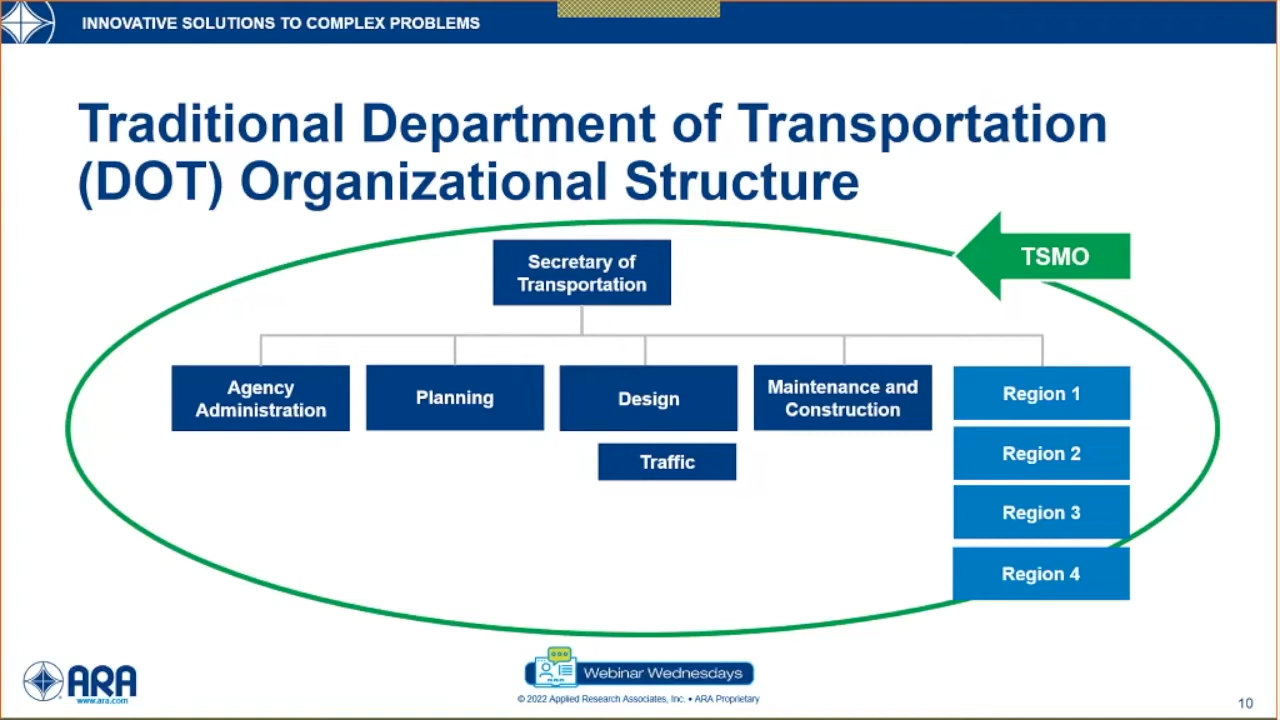 INNOVATIVE SOLUTIONS TO COMPLEX PROBLEMS
Traditional Department of Transportation
(DOT) Organizational Structure
TSMO
Secretary of
Transportation
Agency
Administration
Planning
Design
Maintenance and
Construction
Traffic
Region 1
Region 2
Region 3
Region 4
ARA
www.ara.com
Webinar Wednesdays
© 2022 Applied Research Associates, Inc. • ARA Proprietary
10